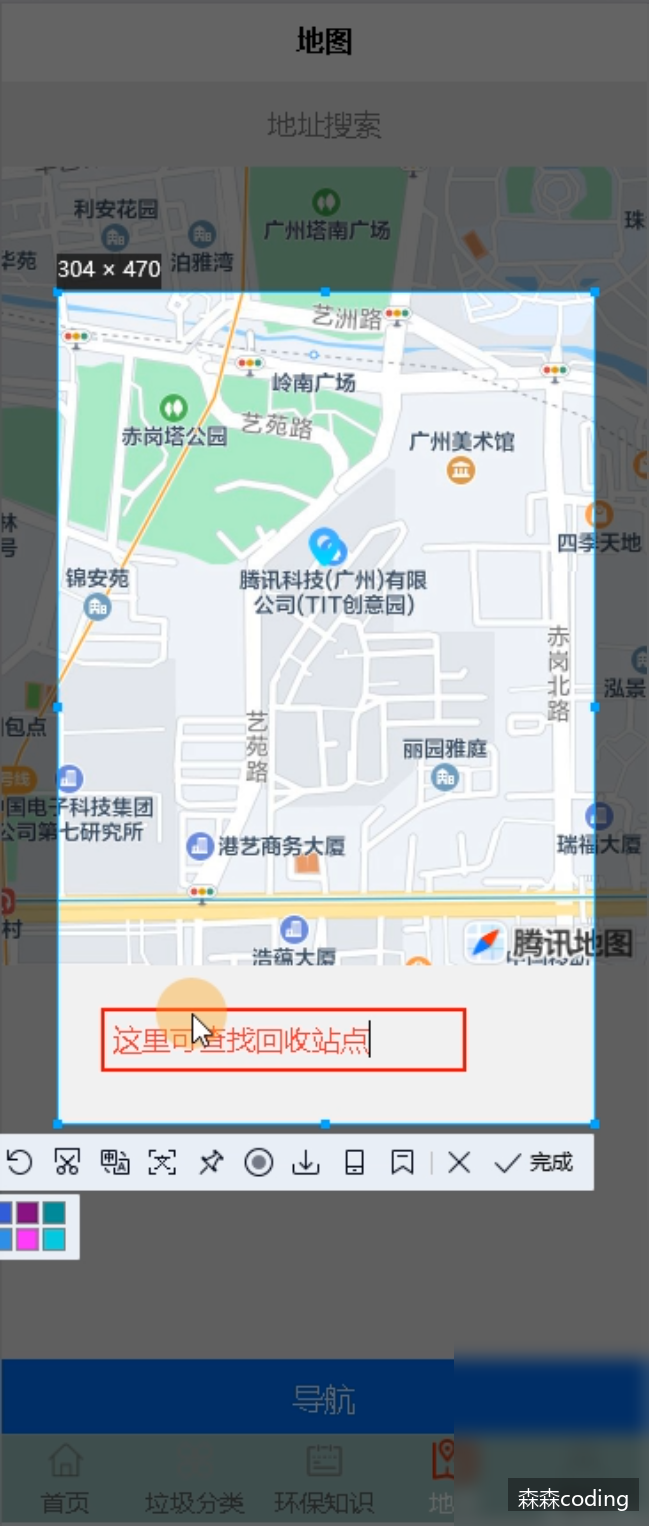 地图
地址搜索
利安花园
广州塔南广场
珠
华苑
泊雅湾
304 × 470
艺洲路
岭南广场
赤岗塔公园
艺苑路
广州美术馆
林
号
四季天地
锦安苑
腾讯科技(广州)有限
公司(TIT创意园)
赤岗北路
泓景
包点
艺苑路
丽园雅庭
号线
中国电子科技集团
公司第七研究所
港艺商务大厦
瑞福大厦
村
浩蕴大厦
腾讯地图
这里可查找回收站点
完成
导航
首页
垃圾分类
环保知识
地
森森coding